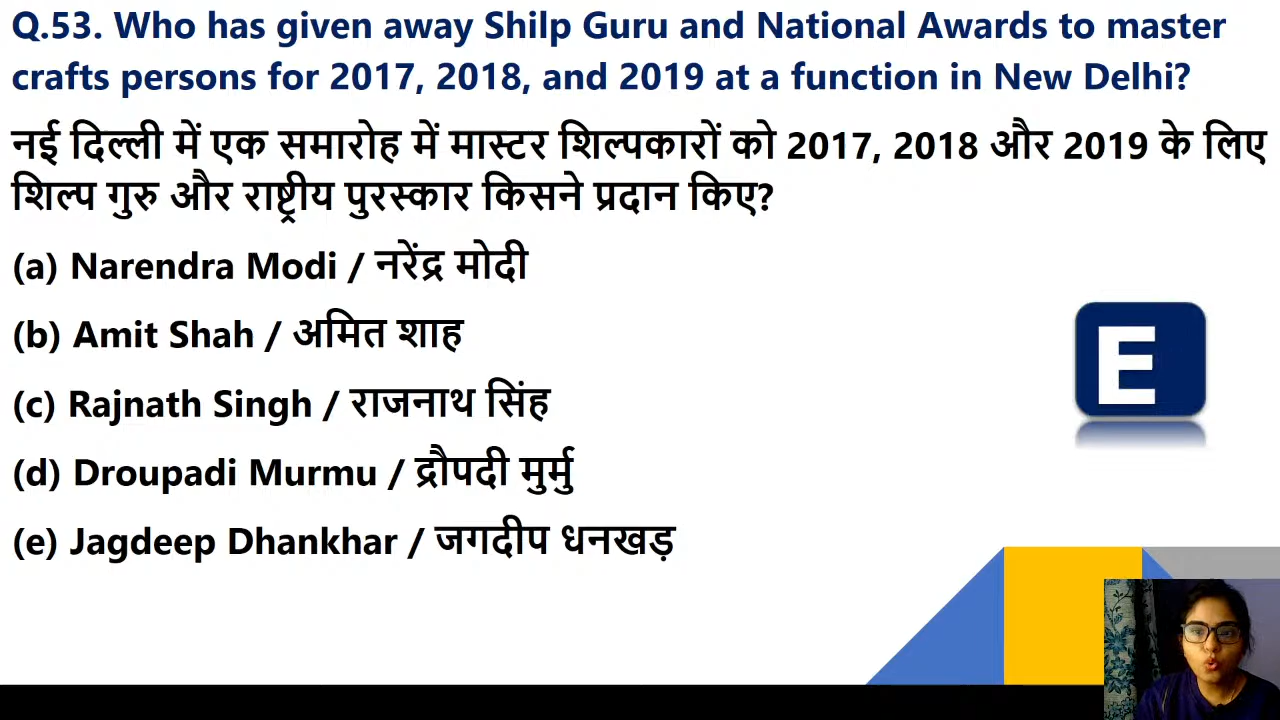 Q.53. Who has given away Shilp Guru and National Awards to master
crafts persons for 2017, 2018, and 2019 at a function in New Delhi?
नई दिल्ली में एक समारोह में मास्टर शिल्पकारों को 2017, 2018 और 2019 के लिए
शिल्प गुरु और राष्ट्रीय पुरस्कार किसने प्रदान किए?
(a) Narendra Modi / नरेंद्र मोदी
(b) Amit Shah / अमित शाह
(c) Rajnath Singh / राजनाथ सिंह
(d) Droupadi Murmu / द्रौपदी मुर्मु
(e) Jagdeep Dhankhar / जगदीप धनखड़
E